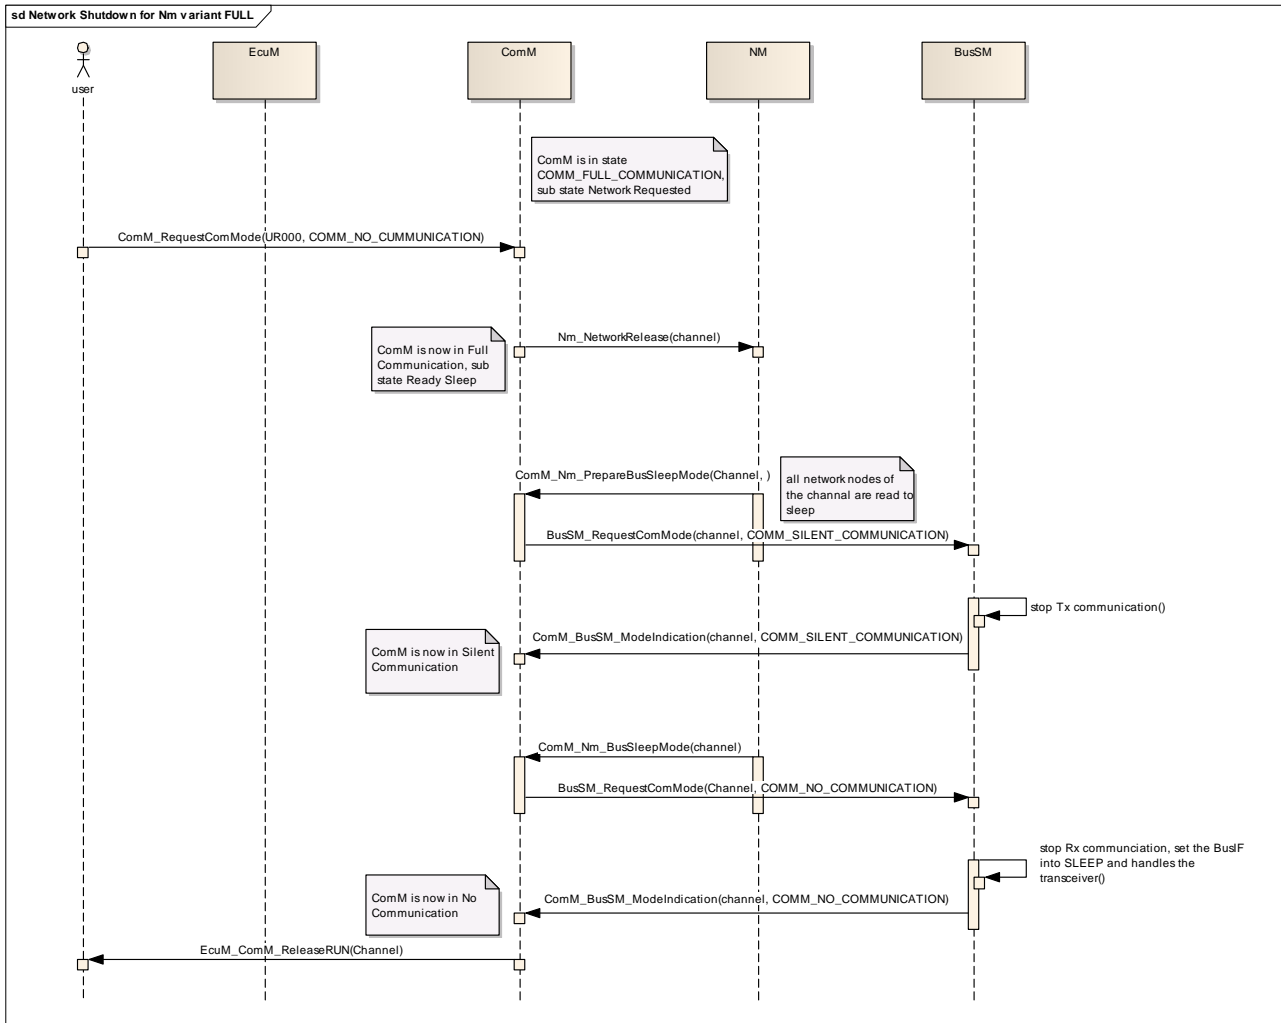 sd Network Shutdown for Nm variant FULL
user
EcuM
ComM
NM
BusSM
ComM is in state
COMM_FULL_COMMUNICATION,
sub state Network Requested
ComM_RequestComMode(UR000, COMM_NO_CUMMUNICATION)
Nm_NetworkRelease(channel)
ComM is now in Full
Communication, sub
state Ready Sleep
ComM_Nm_PrepareBusSleepMode(Channel, )
all network nodes of
the channal are read to
sleep
BusSM_RequestComMode(channel, COMM_SILENT_COMMUNICATION)
stop Tx communication()
ComM_BusSM_ModeIndication(channel, COMM_SILENT_COMMUNICATION)
ComM is now in Silent
Communication
ComM_Nm_BusSleepMode(channel)
BusSM_RequestComMode(Channel, COMM_NO_COMMUNICATION)
stop Rx communciation, set the BusIF
into SLEEP and handles the
transceiver()
ComM is now in No
Communication
ComM_BusSM_ModeIndication(channel, COMM_NO_COMMUNICATION)
EcuM_ComM_ReleaseRUN(Channel)